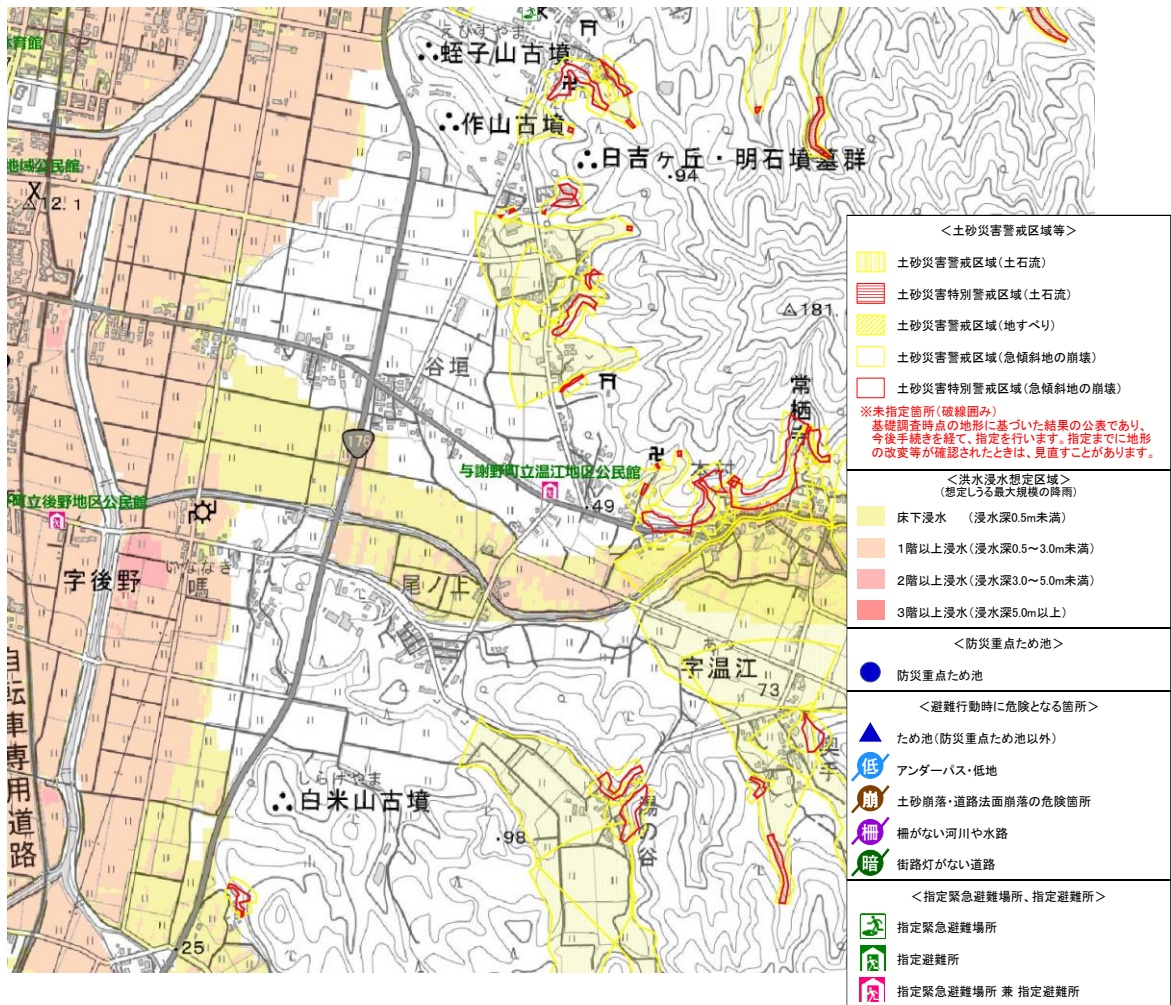 えびすやま
蛭子山古墳
作山古墳
日吉ヶ丘・明石墳墓群
94
育館
地域公民館
12.1
181
谷垣
常栖寺
176
与謝野町立温江地区公民館
49
町立後野地区公民館
字後野
いななき
嘶
尾ノ上
あつえ
字温江
73
奥手
しらげやま
白米山古墳
98
湯の谷
自転車専用道路
25
＜土砂災害警戒区域等＞
土砂災害警戒区域(土石流)
土砂災害特別警戒区域(土石流)
土砂災害警戒区域(地すべり)
土砂災害警戒区域(急傾斜地の崩壊)
土砂災害特別警戒区域(急傾斜地の崩壊)
※未指定箇所(破線囲み)
基礎調査時点の地形に基づいた結果の公表であり、
今後手続きを経て、指定を行います。指定までに地形
の改変等が確認されたときは、見直すことがあります。
＜洪水浸水想定区域＞
(想定しうる最大規模の降雨)
床下浸水　(浸水深0.5m未満)
1階以上浸水(浸水深0.5～3.0m未満)
2階以上浸水(浸水深3.0～5.0m未満)
3階以上浸水(浸水深5.0m以上)
＜防災重点ため池＞
防災重点ため池
＜避難行動時に危険となる箇所＞
ため池(防災重点ため池以外)
低 アンダーパス・低地
崩 土砂崩落・道路法面崩落の危険箇所
柵 柵がない河川や水路
暗 街路灯がない道路
＜指定緊急避難場所、指定避難所＞
指定緊急避難場所
指定避難所
指定緊急避難場所 兼 指定避難所